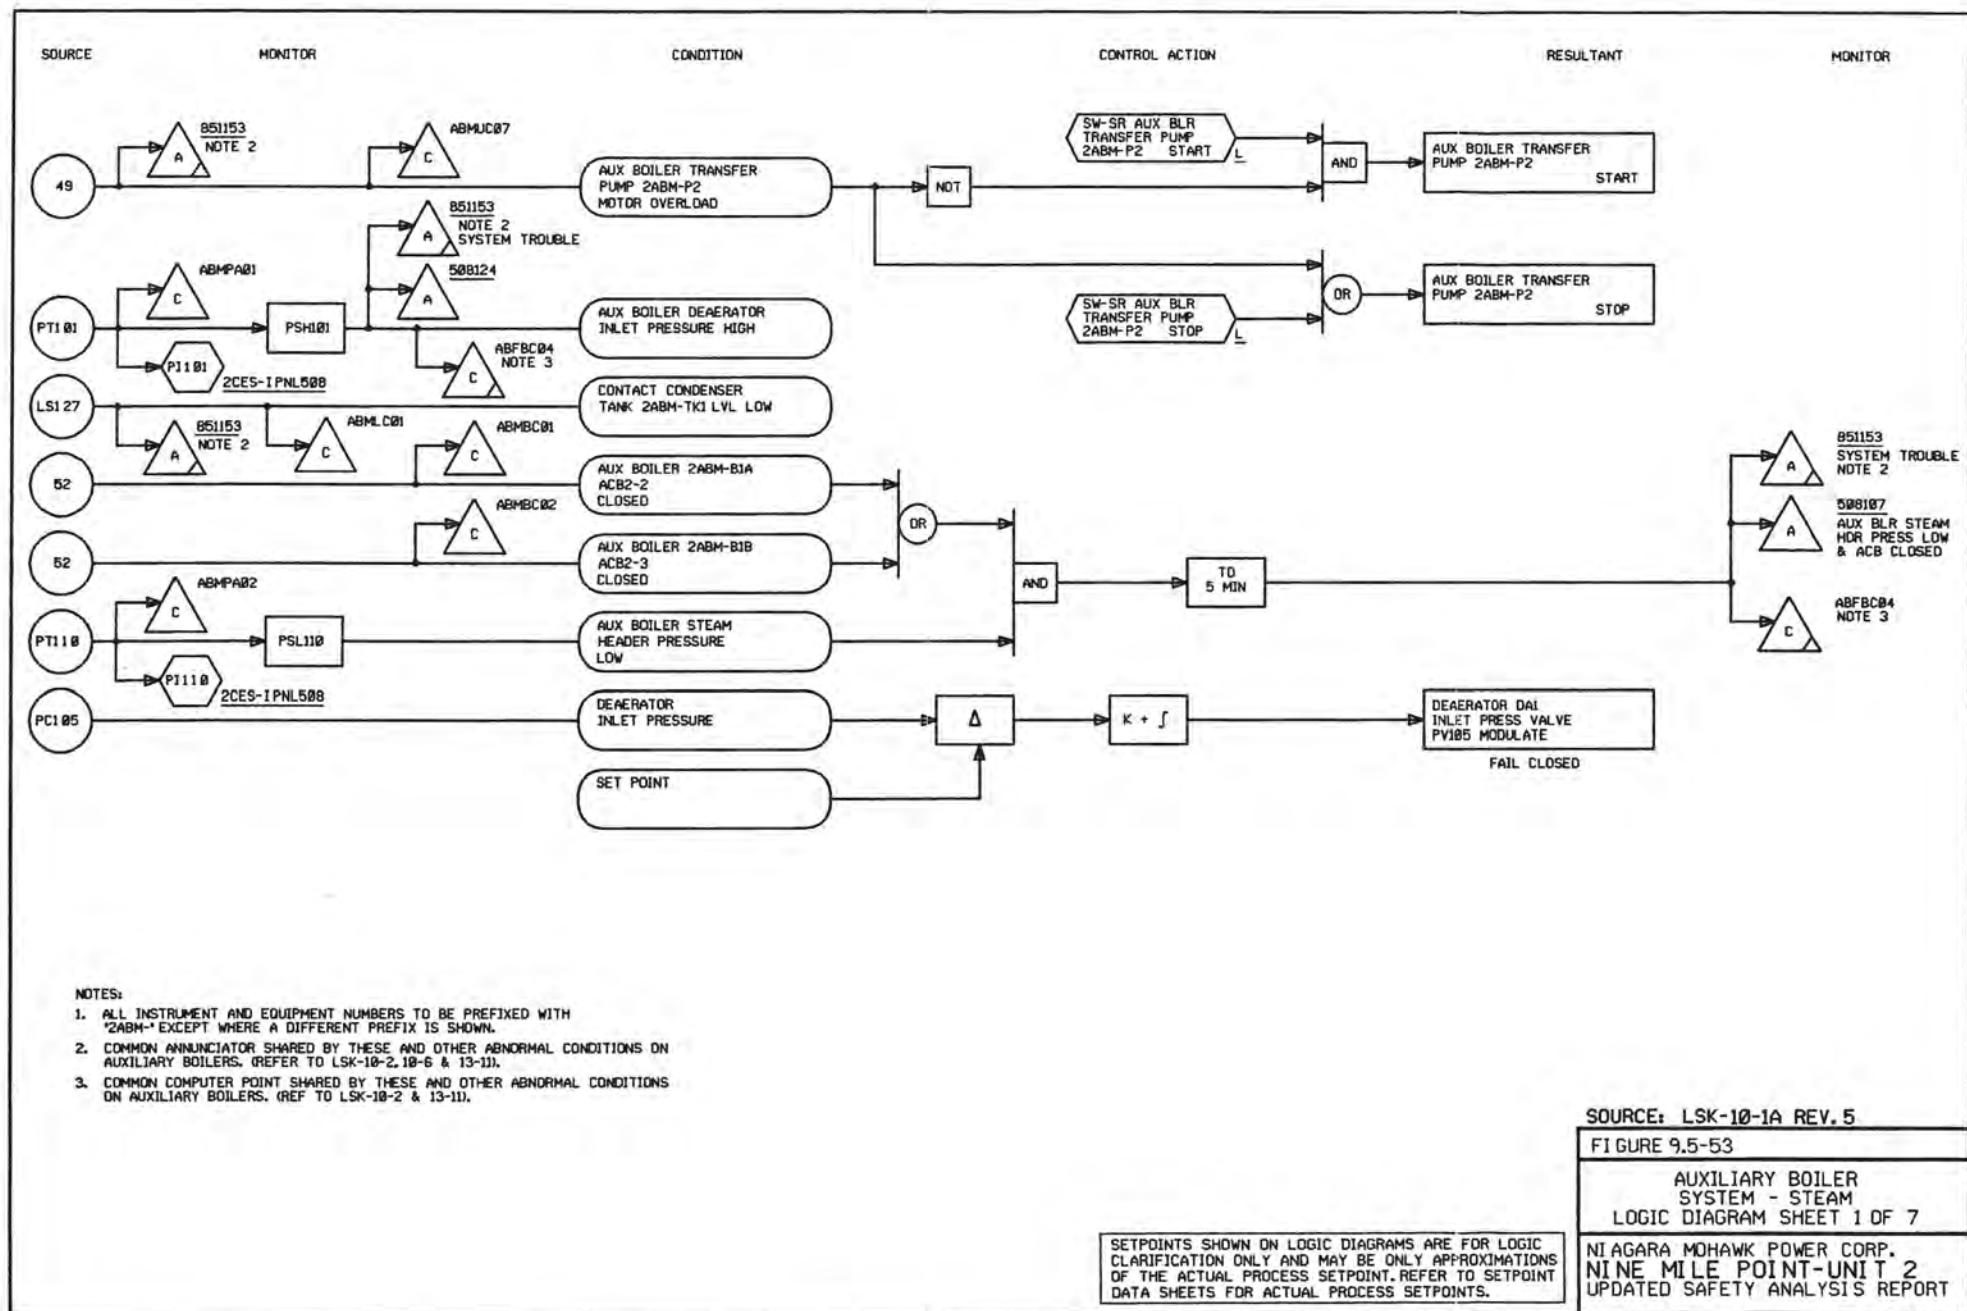 SOURCE
MONITOR
CONDITION
CONTROL ACTION
RESULTANT
MONITOR
49
A
851153
NOTE 2
C
ABMUC07
AUX BOILER TRANSFER
PUMP 2ABM-P2
MOTOR OVERLOAD
NOT
SW-SR AUX BLR
TRANSFER PUMP
2ABM-P2 START
L
AND
AUX BOILER TRANSFER
PUMP 2ABM-P2
START
A
851153
NOTE 2
SYSTEM TROUBLE
A
508124
PT101
C
ABMPA01
PSH101
PI101
2CES-IPNL508
AUX BOILER DEAERATOR
INLET PRESSURE HIGH
C
ABFBC04
NOTE 3
SW-SR AUX BLR
TRANSFER PUMP
2ABM-P2 STOP
L
OR
AUX BOILER TRANSFER
PUMP 2ABM-P2
STOP
LS127
A
851153
NOTE 2
C
ABMLC01
CONTACT CONDENSER
TANK 2ABM-TK1 LVL LOW
52
C
ABMBC01
AUX BOILER 2ABM-B1A
ACB2-2
CLOSED
52
C
ABMBC02
AUX BOILER 2ABM-B1B
ACB2-3
CLOSED
OR
AND
TD
5 MIN
A
851153
SYSTEM TROUBLE
NOTE 2
A
508107
AUX BLR STEAM
HDR PRESS LOW
& ACB CLOSED
C
ABFBC04
NOTE 3
PT110
C
ABMPA02
PSL110
PI110
2CES-IPNL508
AUX BOILER STEAM
HEADER PRESSURE
LOW
PC105
DEAERATOR
INLET PRESSURE
Δ
K + ∫
DEAERATOR DA1
INLET PRESS VALVE
PV105 MODULATE
FAIL CLOSED
SET POINT
NOTES:
1. ALL INSTRUMENT AND EQUIPMENT NUMBERS TO BE PREFIXED WITH
"2ABM-" EXCEPT WHERE A DIFFERENT PREFIX IS SHOWN.
2. COMMON ANNUNCIATOR SHARED BY THESE AND OTHER ABNORMAL CONDITIONS ON
AUXILIARY BOILERS. (REFER TO LSK-10-2, 10-6 & 13-11).
3. COMMON COMPUTER POINT SHARED BY THESE AND OTHER ABNORMAL CONDITIONS
ON AUXILIARY BOILERS. (REF TO LSK-10-2 & 13-11).
SETPOINTS SHOWN ON LOGIC DIAGRAMS ARE FOR LOGIC
CLARIFICATION ONLY AND MAY BE ONLY APPROXIMATIONS
OF THE ACTUAL PROCESS SETPOINT. REFER TO SETPOINT
DATA SHEETS FOR ACTUAL PROCESS SETPOINTS.
SOURCE: LSK-10-1A REV. 5
FIGURE 9.5-53
AUXILIARY BOILER
SYSTEM - STEAM
LOGIC DIAGRAM SHEET 1 OF 7
NIAGARA MOHAWK POWER CORP.
NINE MILE POINT-UNIT 2
UPDATED SAFETY ANALYSIS REPORT